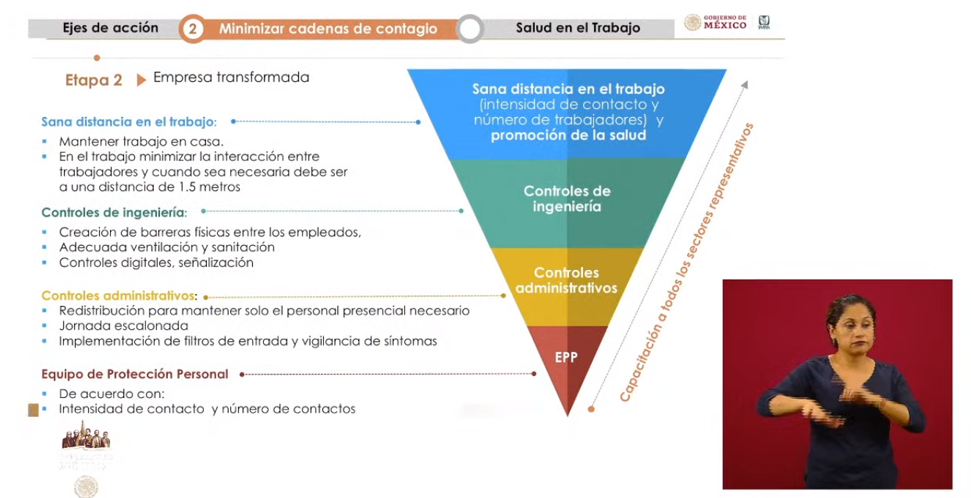 Ejes de acción
2
Minimizar cadenas de contagio
Salud en el Trabajo
GOBIERNO DE
MÉXICO
Etapa 2
Empresa transformada
Sana distancia en el trabajo:
Mantener trabajo en casa.
En el trabajo minimizar la interacción entre
trabajadores y cuando sea necesaria debe ser
a una distancia de 1.5 metros
Controles de ingeniería:
Creación de barreras físicas entre los empleados,
Adecuada ventilación y sanitación
Controles digitales, señalización
Controles administrativos:
Redistribución para mantener solo el personal presencial necesario
Jornada escalonada
Implementación de filtros de entrada y vigilancia de síntomas
Equipo de Protección Personal
De acuerdo con:
Intensidad de contacto y número de contactos
Sana distancia en el trabajo
(intensidad de contacto y
número de trabajadores) y
promoción de la salud
Controles de
ingeniería
Controles
administrativos
EPP
Capacitación a todos los sectores representativos